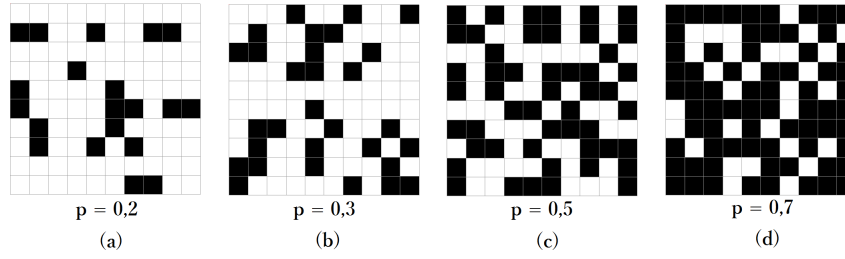 p = 0,2 p = 0,3 p = 0,5 p = 0,7
(a) (b) (c) (d)